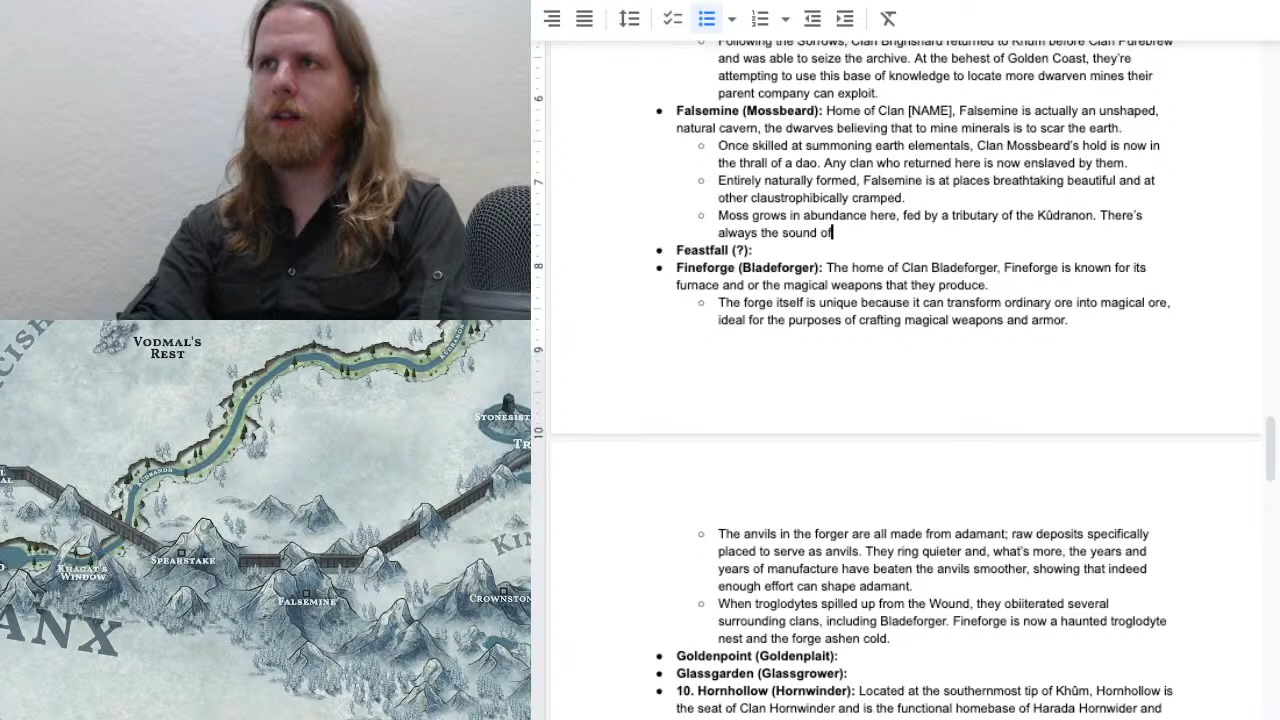 Following the Sorrows, Clan Brightshard returned to Khûm before Clan Purebrew
and was able to seize the archive. At the behest of Golden Coast, they're
attempting to use this base of knowledge to locate more dwarven mines their
parent company can exploit.
Falsemine (Mossbeard): Home of Clan [NAME], Falsemine is actually an unshaped,
natural cavern, the dwarves believing that to mine minerals is to scar the earth.
Once skilled at summoning earth elementals, Clan Mossbeard's hold is now in
the thrall of a dao. Any clan who returned here is now enslaved by them.
Entirely naturally formed, Falsemine is at places breathtaking beautiful and at
other claustrophibically cramped.
Moss grows in abundance here, fed by a tributary of the Kûdranon. There's
always the sound of
Feastfall (?):
Fineforge (Bladeforger): The home of Clan Bladeforger, Fineforge is known for its
furnace and or the magical weapons that they produce.
The forge itself is unique because it can transform ordinary ore into magical ore,
ideal for the purposes of crafting magical weapons and armor.
The anvils in the forger are all made from adamant; raw deposits specifically
placed to serve as anvils. They ring quieter and, what's more, the years and
years of manufacture have beaten the anvils smoother, showing that indeed
enough effort can shape adamant.
When troglodytes spilled up from the Wound, they obliterated several
surrounding clans, including Bladeforger. Fineforge is now a haunted troglodyte
nest and the forge ashen cold.
Goldenpoint (Goldenplait):
Glassgarden (Glassgrower):
10. Hornhollow (Hornwinder): Located at the southernmost tip of Khûm, Hornhollow is
the seat of Clan Hornwinder and is the functional homebase of Harada Hornwider and
6
7
8
9
10
VODMAL'S
REST
KÛDRANON
KÛDRANON
STONESIST
TR
SPEARSTAKE
KHAGAT'S
WINDOW
FALSEMINE
CROWNSTON
KIN
ANX
CISH